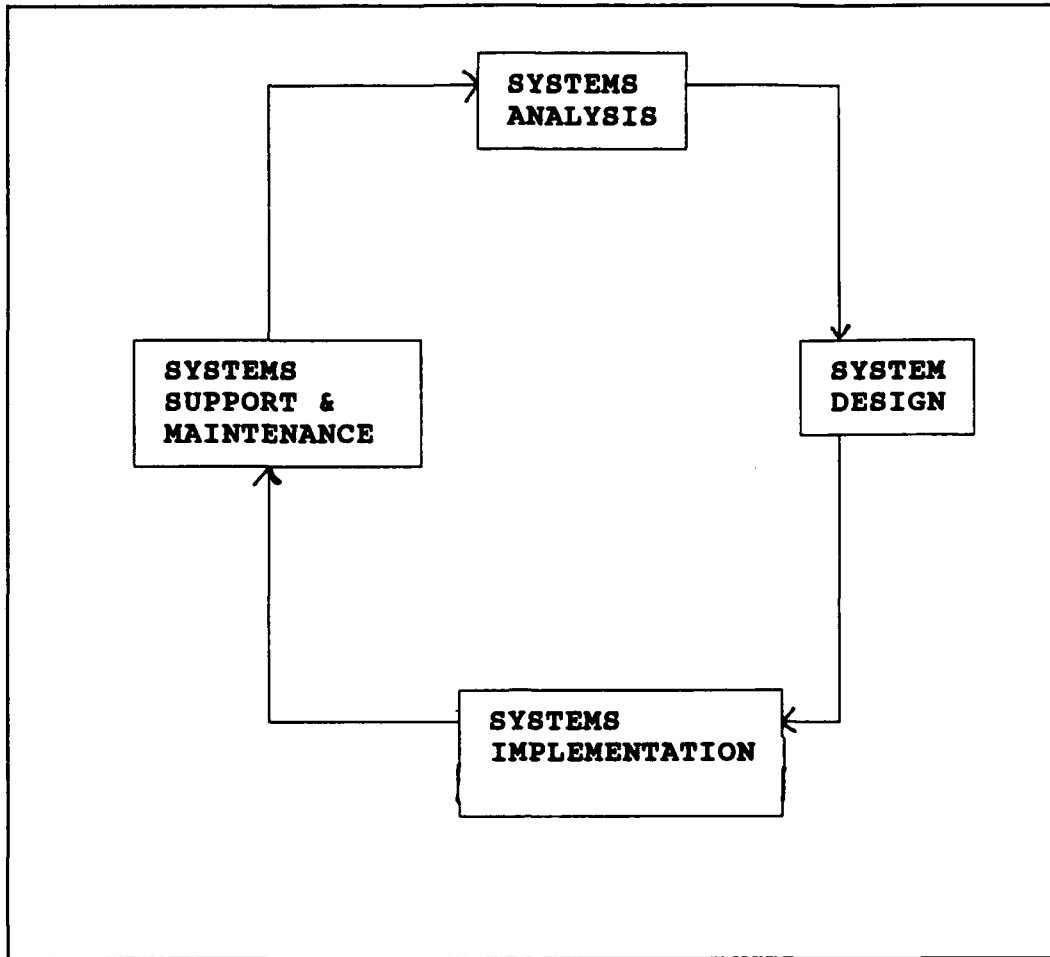 SYSTEMS
ANALYSIS
SYSTEM
DESIGN
SYSTEMS
IMPLEMENTATION
SYSTEMS
SUPPORT &
MAINTENANCE